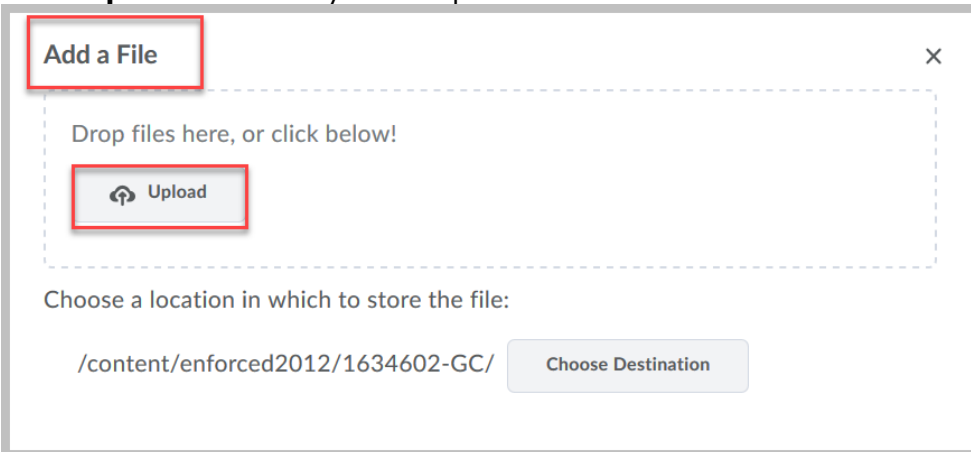 Add a File
Drop files here, or click below!
Upload
Choose a location in which to store the file:
/content/enforced2012/1634602-GC/ Choose Destination